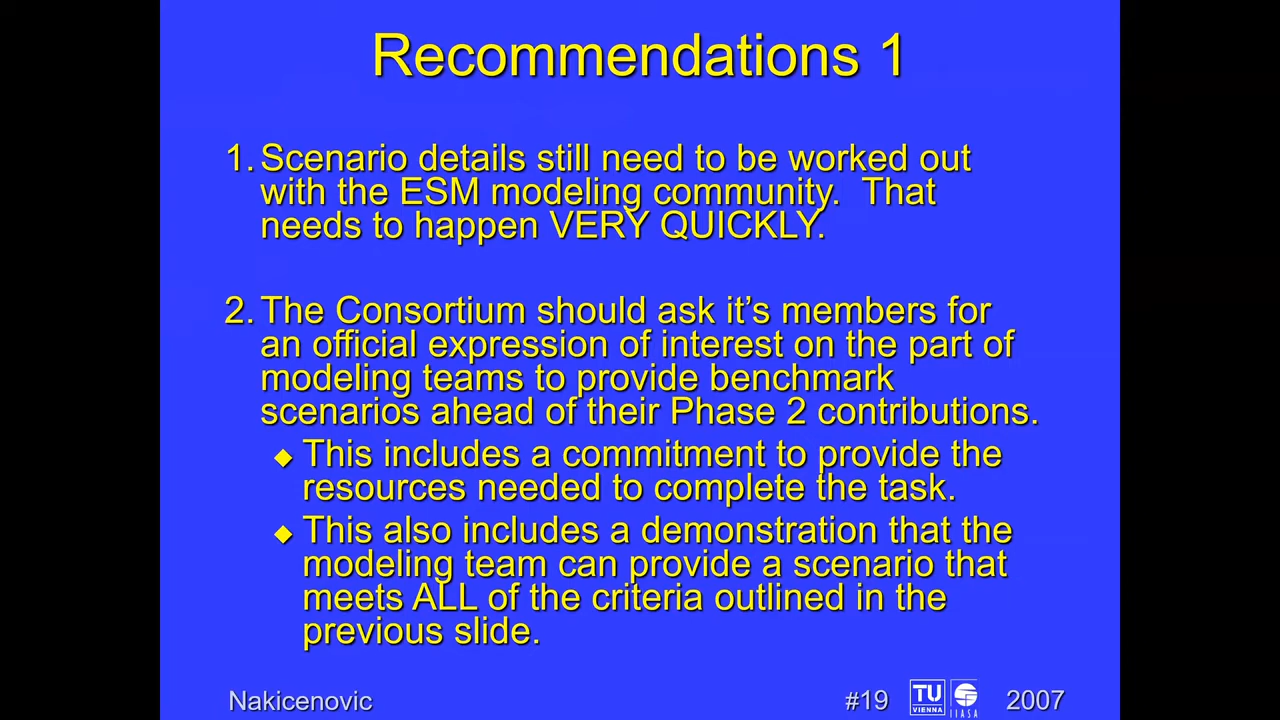 Recommendations 1
1. Scenario details still need to be worked out
with the ESM modeling community.  That
needs to happen VERY QUICKLY.
2. The Consortium should ask it’s members for
an official expression of interest on the part of
modeling teams to provide benchmark
scenarios ahead of their Phase 2 contributions.
◆ This includes a commitment to provide the
resources needed to complete the task.
◆ This also includes a demonstration that the
modeling team can provide a scenario that
meets ALL of the criteria outlined in the
previous slide.
Nakicenovic #19 TU VIENNA IIASA 2007